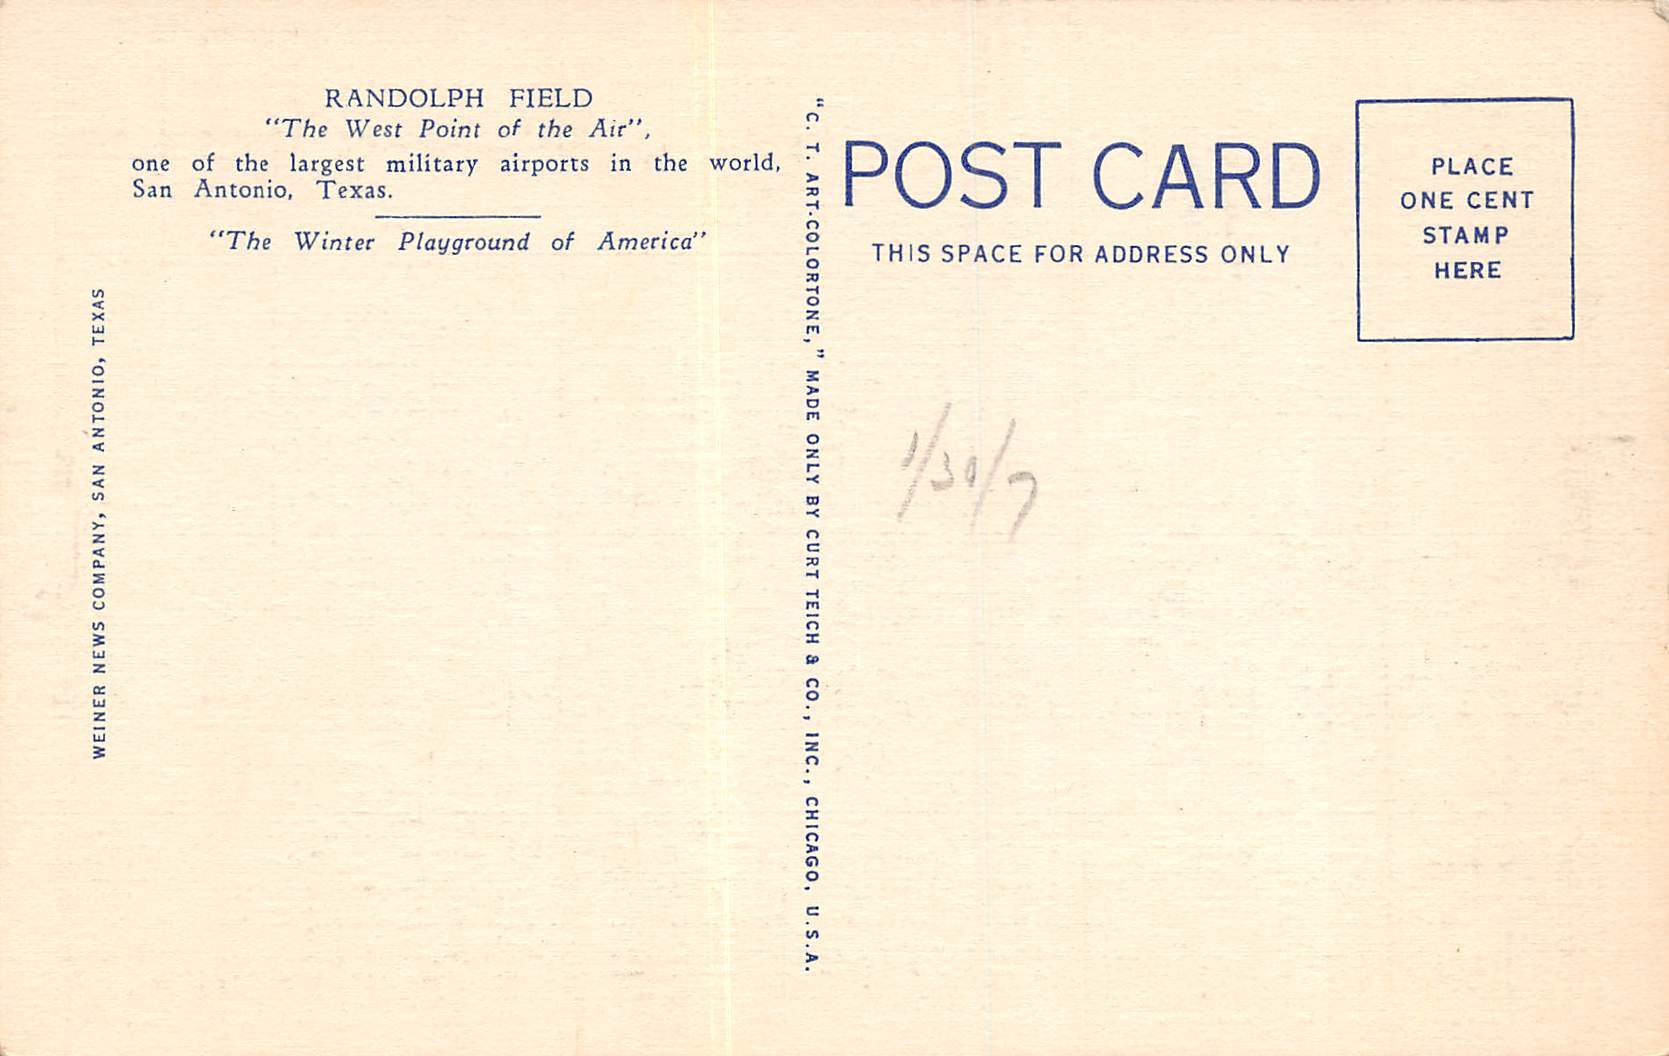 RANDOLPH FIELD
“The West Point of the Air”,
one of the largest military airports in the world,
San Antonio, Texas.
“The Winter Playground of America”
WEINER NEWS COMPANY, SAN ANTONIO, TEXAS
“C. T. ART-COLORTONE,” MADE ONLY BY CURT TEICH & CO., INC., CHICAGO, U.S.A.
POST CARD
THIS SPACE FOR ADDRESS ONLY
PLACE
ONE CENT
STAMP
HERE
1/30/7